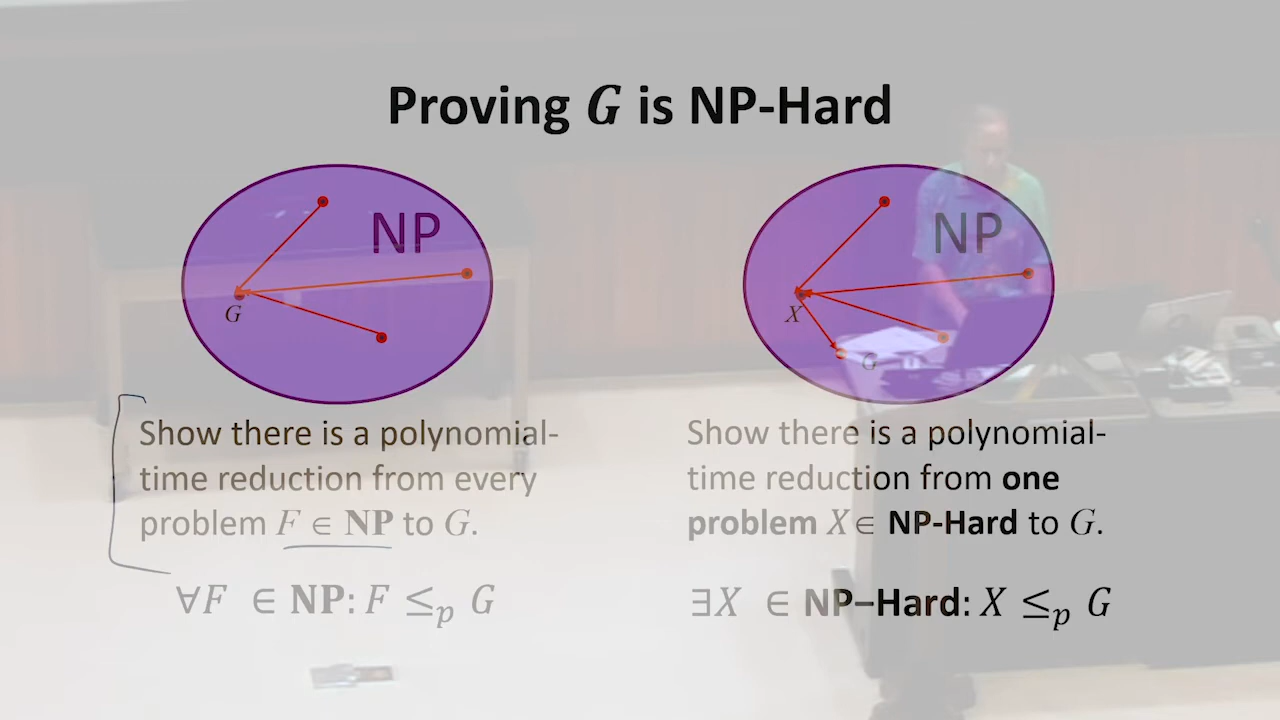 Proving G is NP-Hard
NP
G
Show there is a polynomial-
time reduction from every
problem F ∈ NP to G.
∀F ∈ NP: F ≤p G
NP
X
G
Show there is a polynomial-
time reduction from one
problem X ∈ NP-Hard to G.
∃X ∈ NP–Hard: X ≤p G